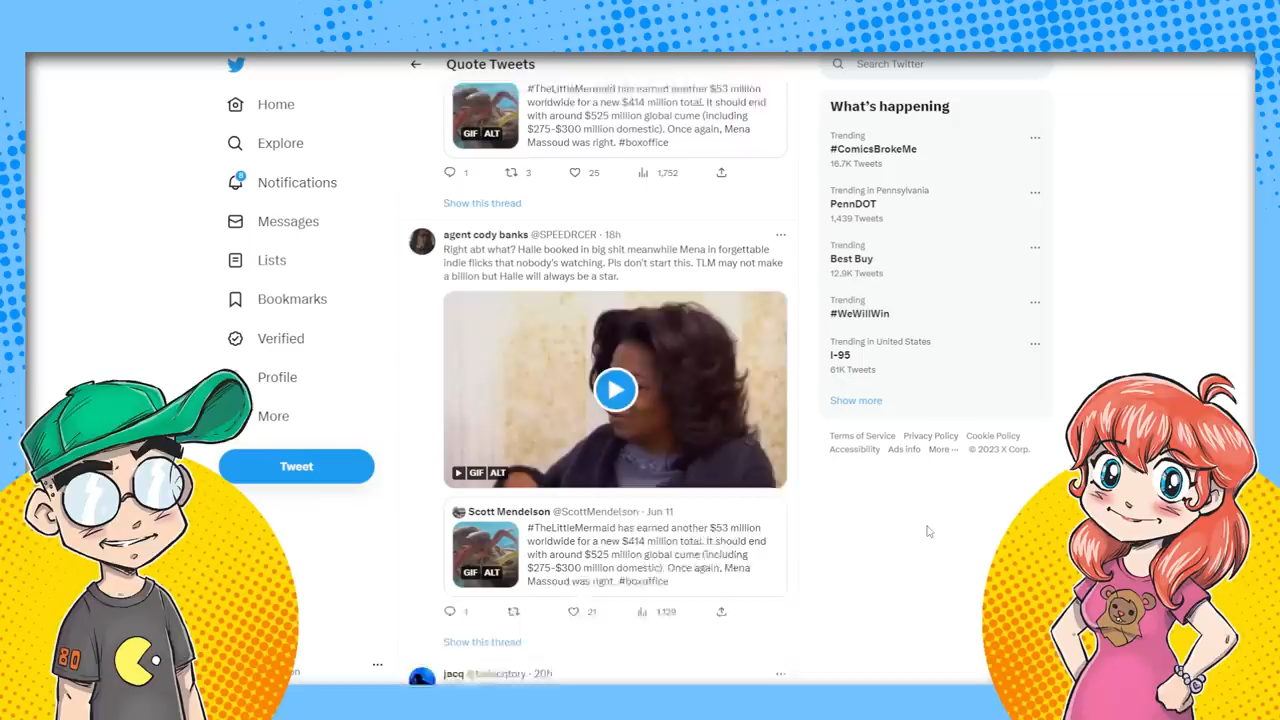 Quote Tweets
Search Twitter
Home
Explore
Notifications
8
Messages
Lists
Bookmarks
Verified
Profile
More
Tweet
#TheLittleMermaid has earned another $53 million
worldwide for a new $414 million total. It should end
with around $525 million global cume (including
$275-$300 million domestic). Once again, Mena
Massoud was right. #boxoffice
GIF ALT
1 3 25 1,752
Show this thread
agent cody banks @SPEEDRCER · 18h
Right abt what? Halle booked in big shit meanwhile Mena in forgettable
indie flicks that nobody's watching. Pls don't start this. TLM may not make
a billion but Halle will always be a star.
GIF ALT
Scott Mendelson @ScottMendelson · Jun 11
#TheLittleMermaid has earned another $53 million
worldwide for a new $414 million total. It should end
with around $525 million global cume (including
$275-$300 million domestic). Once again, Mena
Massoud was right. #boxoffice
GIF ALT
21
Show this thread
jacq · 20h
What's happening
Trending
#ComicsBrokeMe
16.7K Tweets
Trending in Pennsylvania
PennDOT
1,439 Tweets
Trending
Best Buy
12.9K Tweets
Trending
#WeWillWin
Trending in United States
I-95
61K Tweets
Show more
Terms of Service Privacy Policy Cookie Policy
Accessibility Ads info More ··· © 2023 X Corp.
80